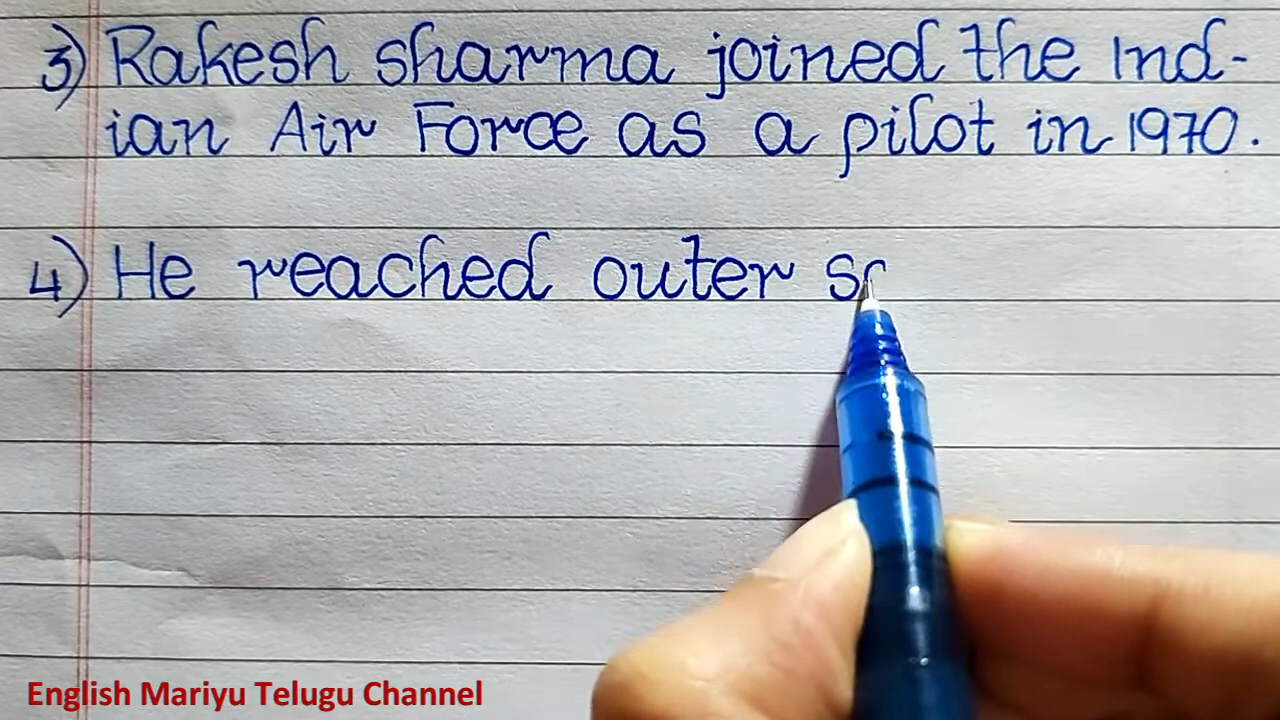 3) Rakesh sharma joined the Ind-
ian Air Force as a pilot in 1970.
4) He reached outer
English Mariyu Telugu Channel